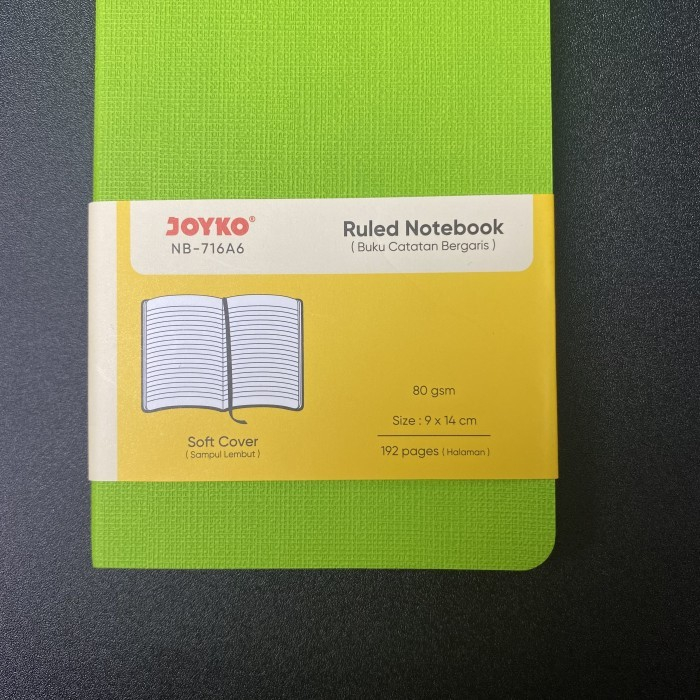 JOYKO®
NB-716A6
Ruled Notebook
( Buku Catatan Bergaris )
80 gsm
Size : 9 x 14 cm
192 pages ( Halaman )
Soft Cover
( Sampul Lembut )